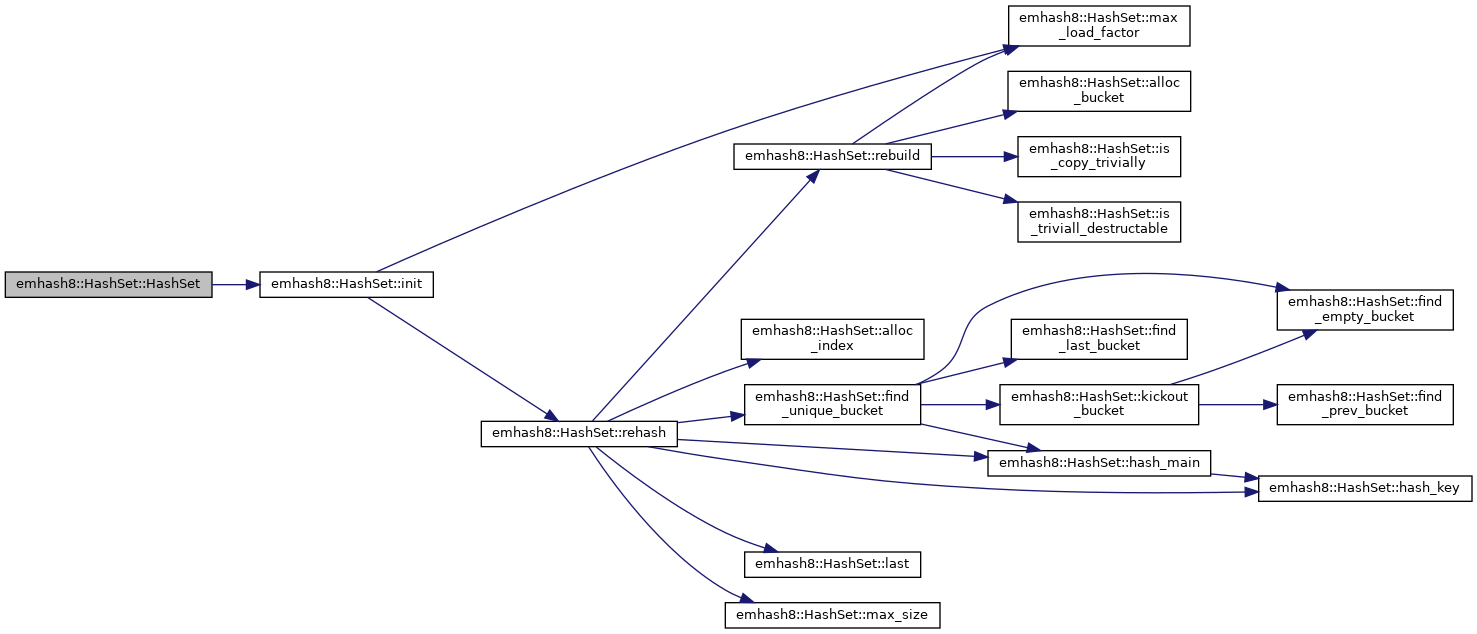 emhash8::HashSet::max
_load_factor
emhash8::HashSet::alloc
_bucket
emhash8::HashSet::rebuild
emhash8::HashSet::is
_copy_trivially
emhash8::HashSet::is
_triviall_destructable
emhash8::HashSet::HashSet
emhash8::HashSet::init
emhash8::HashSet::find
_empty_bucket
emhash8::HashSet::alloc
_index
emhash8::HashSet::find
_last_bucket
emhash8::HashSet::find
_unique_bucket
emhash8::HashSet::kickout
_bucket
emhash8::HashSet::find
_prev_bucket
emhash8::HashSet::rehash
emhash8::HashSet::hash_main
emhash8::HashSet::hash_key
emhash8::HashSet::last
emhash8::HashSet::max_size